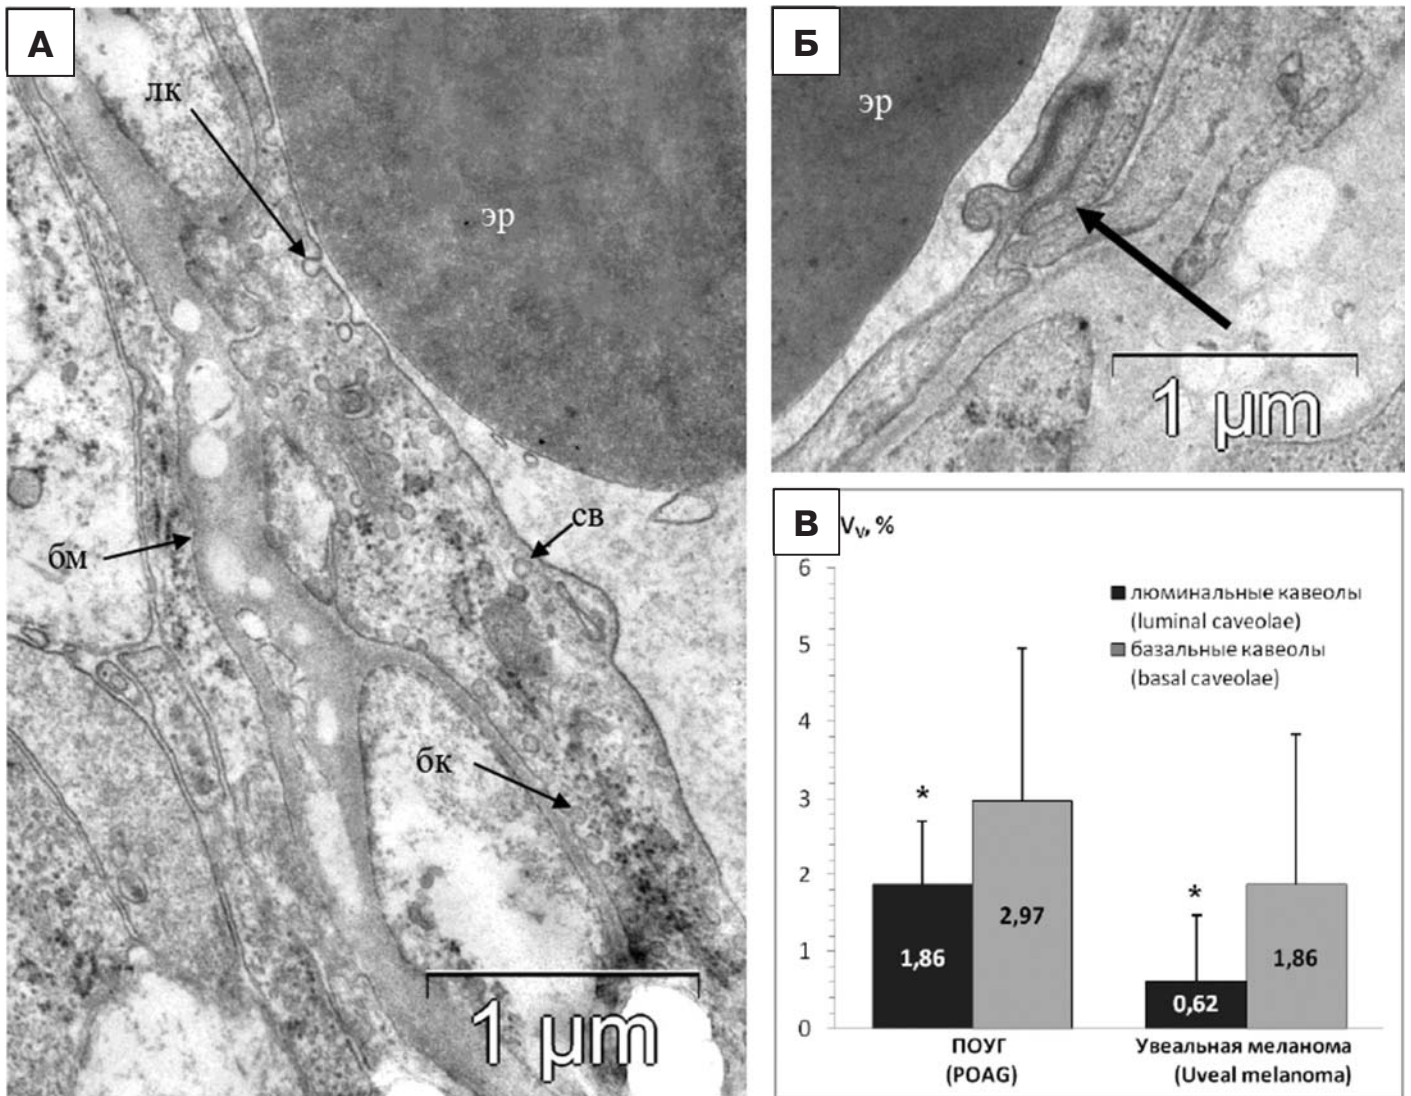 А
лк
эр
св
бм
бк
1 µm
Б
эр
1 µm
В
Vv, %
6
5
4
3
2
1
0
люминальные кавеолы
(luminal caveolae)
базальные кавеолы
(basal caveolae)
*
*
1,86
2,97
0,62
1,86
ПОУГ
(POAG)
Увеальная меланома
(Uveal melanoma)